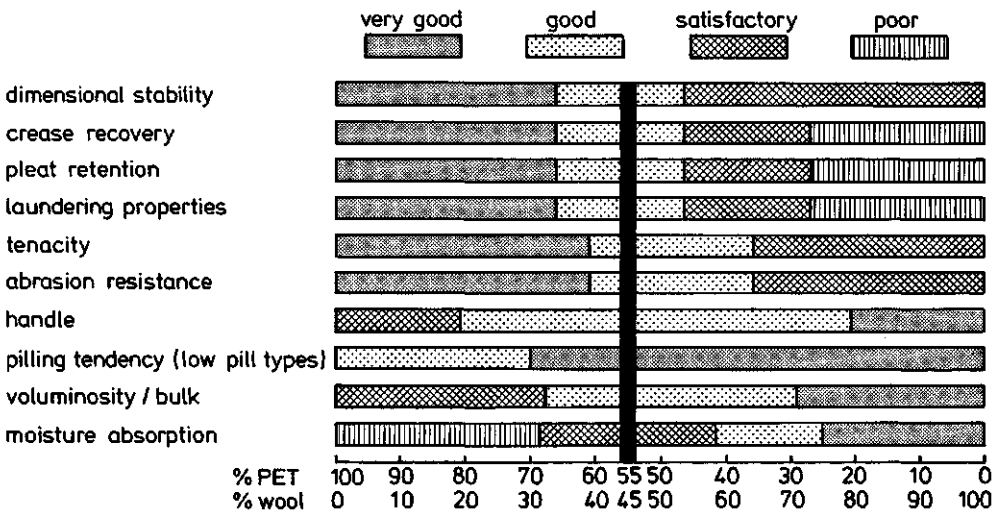 very good good satisfactory poor
dimensional stability
crease recovery
pleat retention
laundering properties
tenacity
abrasion resistance
handle
pilling tendency (low pill types)
voluminosity / bulk
moisture absorption
% PET 100 90 80 70 60 55 50 40 30 20 10 0
% wool 0 10 20 30 40 45 50 60 70 80 90 100